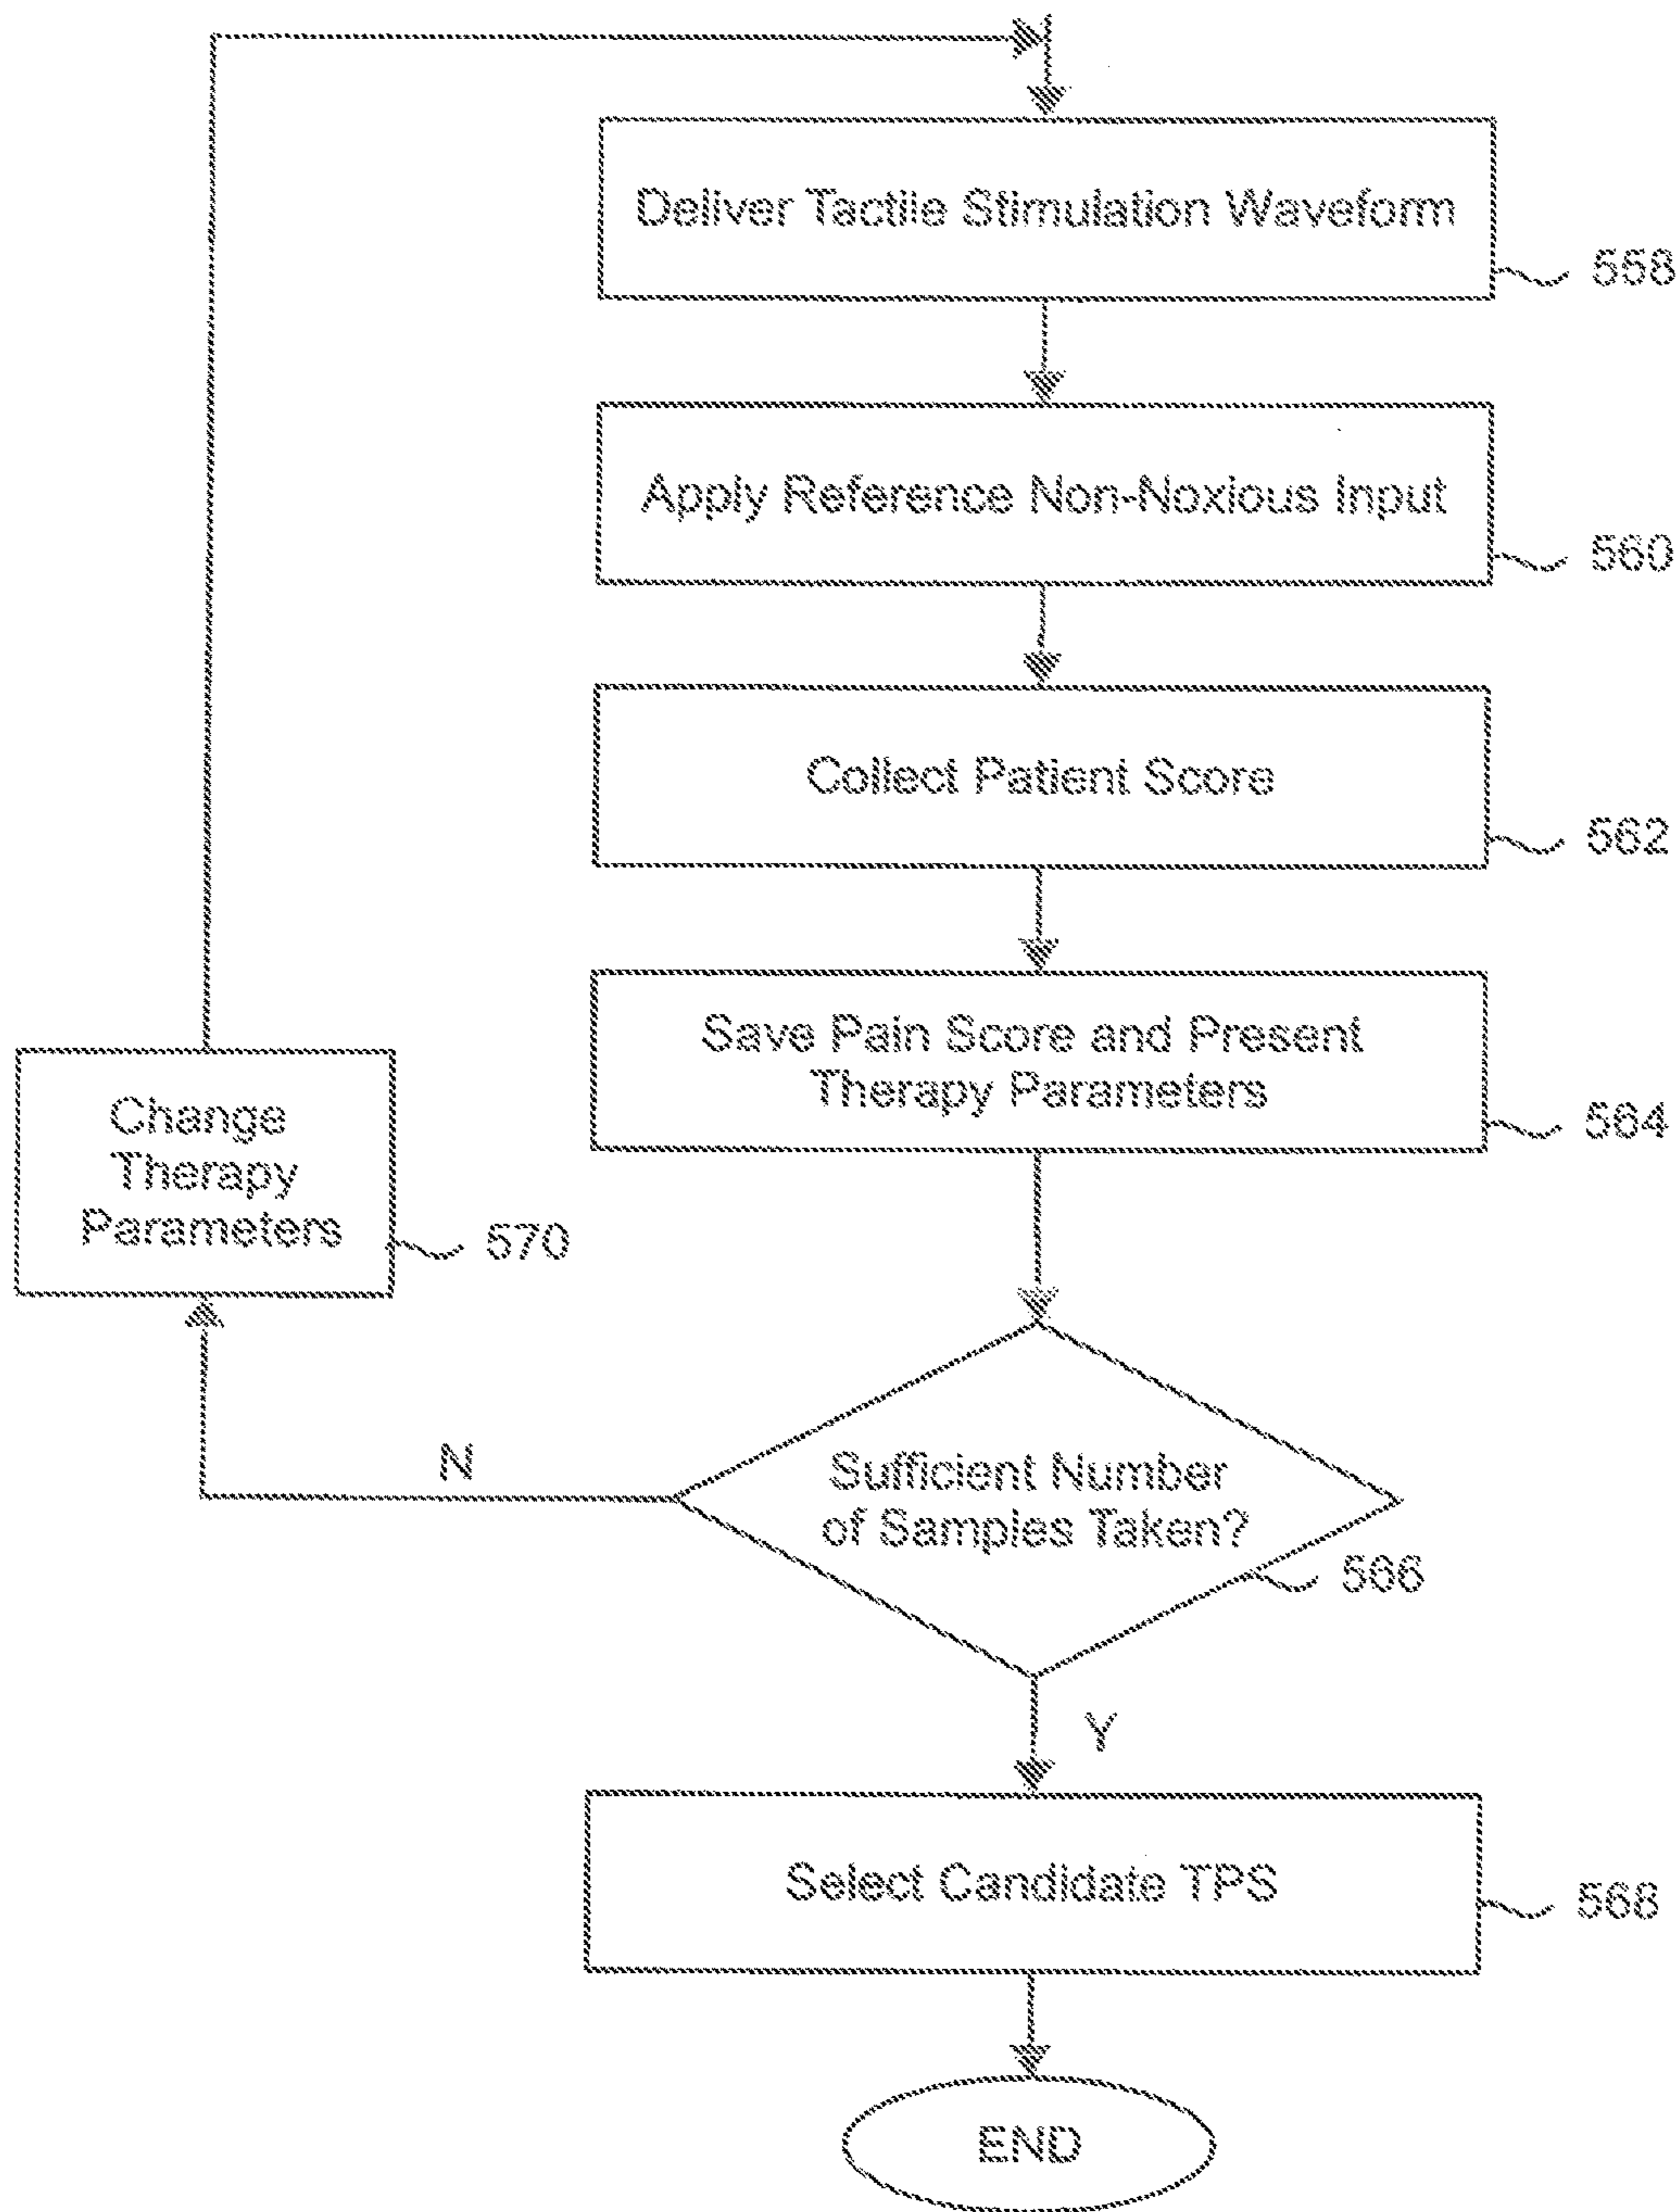 Deliver Tactile Stimulation Waveform
558
Apply Reference Non-Noxious Input
560
Collect Patient Score
562
Save Pain Score and Present
Therapy Parameters
564
Change
Therapy
Parameters
570
N
Sufficient Number
of Samples Taken?
566
Y
Select Candidate TPS
568
END